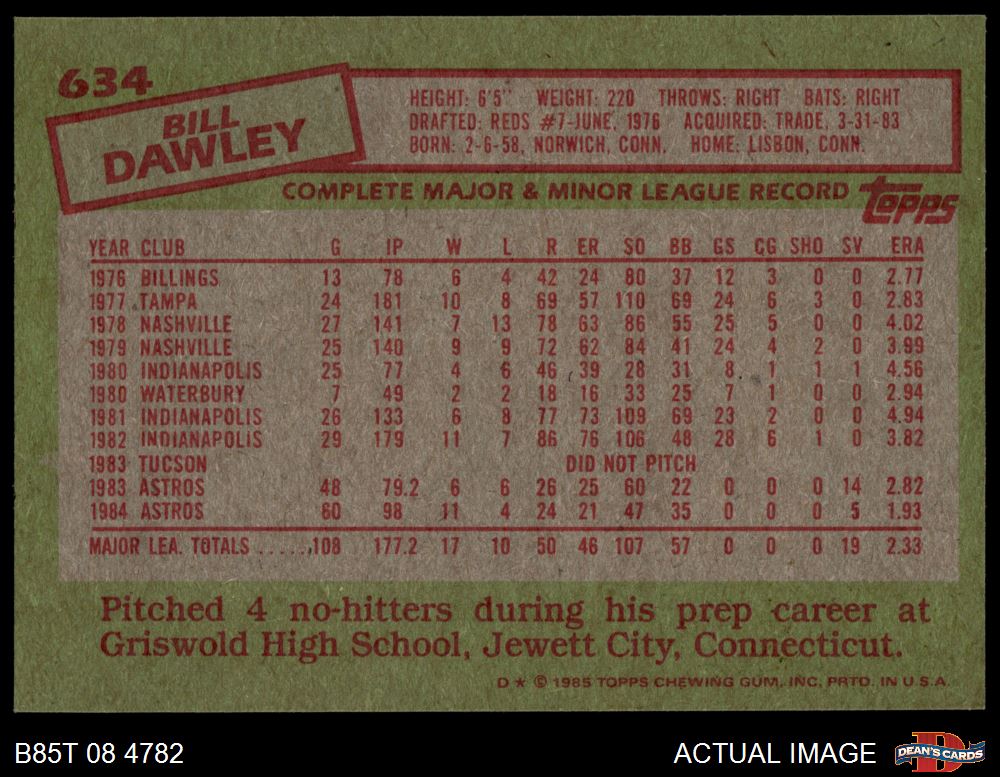 634
BILL
DAWLEY
HEIGHT: 6'5" WEIGHT: 220 THROWS: RIGHT BATS: RIGHT
DRAFTED: REDS #7-JUNE, 1976 ACQUIRED: TRADE, 3-31-83
BORN: 2-6-58, NORWICH, CONN. HOME: LISBON, CONN.
COMPLETE MAJOR & MINOR LEAGUE RECORD
topps
YEAR CLUB G IP W L R ER SO BB GS CG SHO SV ERA
1976 BILLINGS 13 78 6 4 42 24 80 37 12 3 0 0 2.77
1977 TAMPA 24 181 10 8 69 57 110 69 24 6 3 0 2.83
1978 NASHVILLE 27 141 7 13 78 63 86 55 25 5 0 0 4.02
1979 NASHVILLE 25 140 9 9 72 62 84 41 24 4 2 0 3.99
1980 INDIANAPOLIS 25 77 4 6 46 39 28 31 8 1 1 1 4.56
1980 WATERBURY 7 49 2 2 18 16 33 25 7 1 0 0 2.94
1981 INDIANAPOLIS 26 133 6 8 77 73 109 69 23 2 0 0 4.94
1982 INDIANAPOLIS 29 179 11 7 86 76 106 48 28 6 1 0 3.82
1983 TUCSON DID NOT PITCH
1983 ASTROS 48 79.2 6 6 26 25 60 22 0 0 0 14 2.82
1984 ASTROS 60 98 11 4 24 21 47 35 0 0 0 5 1.93
MAJOR LEA. TOTALS ......108 177.2 17 10 50 46 107 57 0 0 0 19 2.33
Pitched 4 no-hitters during his prep career at
Griswold High School, Jewett City, Connecticut.
D * © 1985 TOPPS CHEWING GUM, INC. PRTD. IN U.S.A.
B85T 08 4782
ACTUAL IMAGE
D
DEAN'S CARDS